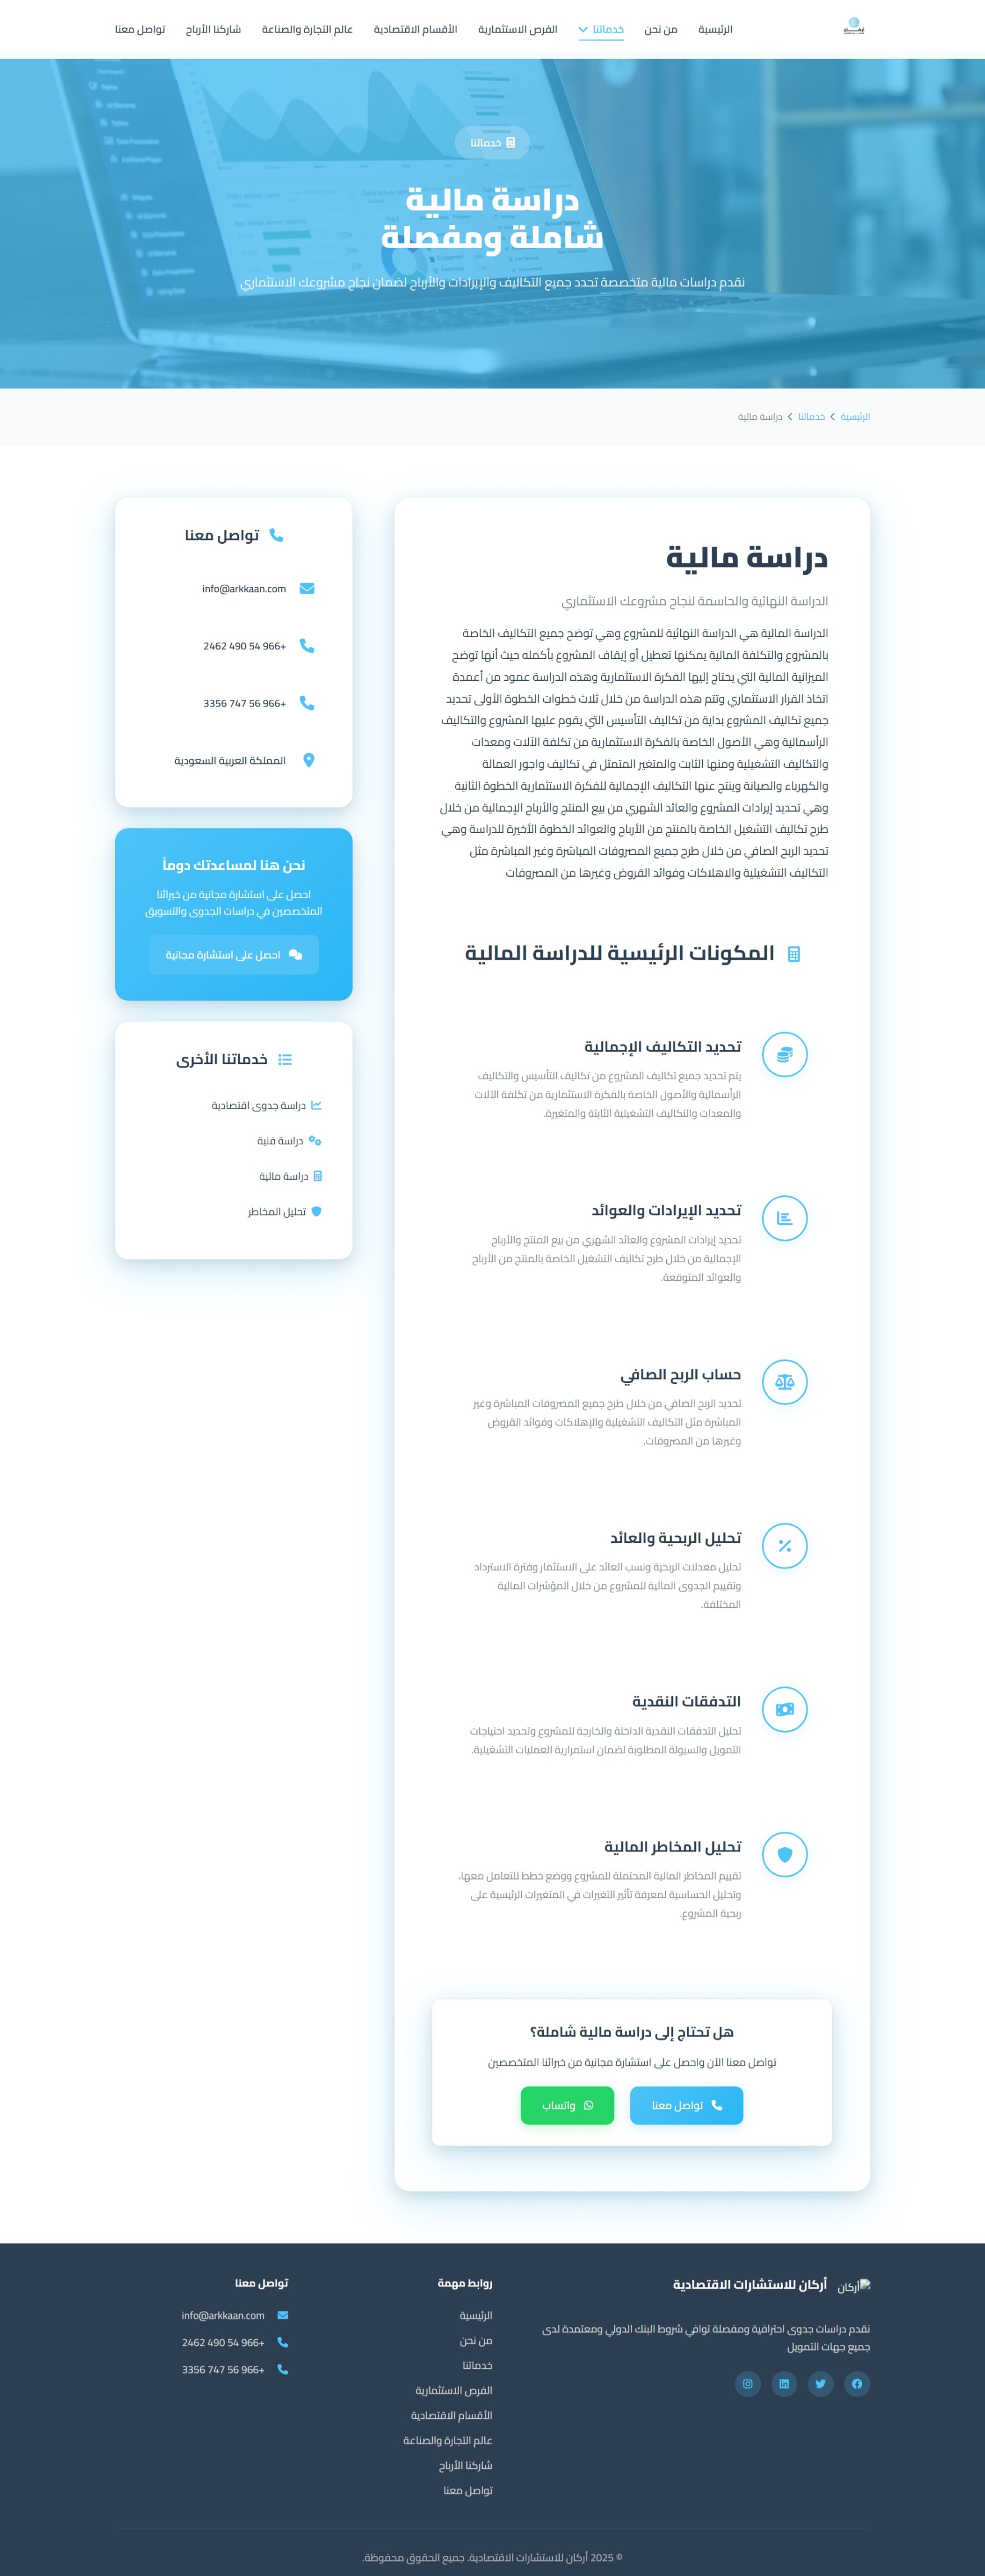 الرئيسية
من نحن
خدماتنا
الفرص الاستثمارية
الأقسام الاقتصادية
عالم التجارة والصناعة
شاركنا الأرباح
تواصل معنا
خدماتنا
دراسة مالية
شاملة ومفصلة
نقدم دراسات مالية متخصصة تحدد جميع التكاليف والإيرادات والأرباح لضمان نجاح مشروعك الاستثماري
الرئيسية
خدماتنا
دراسة مالية
دراسة مالية
الدراسة النهائية والحاسمة لنجاح مشروعك الاستثماري
الدراسة المالية هي الدراسة النهائية للمشروع وهي توضح جميع التكاليف الخاصة
بالمشروع والتكلفة المالية يمكنها تعطيل أو إيقاف المشروع بأكمله حيث أنها توضح
الميزانية المالية التي يحتاج إليها الفكرة الاستثمارية وهذه الدراسة عمود من أعمدة
اتخاذ القرار الاستثماري وتتم هذه الدراسة من خلال ثلاث خطوات الخطوة الأولى تحديد
جميع تكاليف المشروع بداية من تكاليف التأسيس التي يقوم عليها المشروع والتكاليف
الرأسمالية وهي الأصول الخاصة بالفكرة الاستثمارية من تكلفة الآلات ومعدات
والتكاليف التشغيلية ومنها الثابت والمتغير المتمثل في تكاليف واجور العمالة
والكهرباء والصيانة وينتج عنها التكاليف الإجمالية للفكرة الاستثمارية الخطوة الثانية
وهي تحديد إيرادات المشروع والعائد الشهري من بيع المنتج والأرباح الإجمالية من خلال
طرح تكاليف التشغيل الخاصة بالمنتج من الأرباح والعوائد الخطوة الأخيرة للدراسة وهي
تحديد الربح الصافي من خلال طرح جميع المصروفات المباشرة وغير المباشرة مثل
التكاليف التشغيلية والاهلاكات وفوائد القروض وغيرها من المصروفات
المكونات الرئيسية للدراسة المالية
تحديد التكاليف الإجمالية
يتم تحديد جميع تكاليف المشروع من تكاليف التأسيس والتكاليف
الرأسمالية والأصول الخاصة بالفكرة الاستثمارية من تكلفة الآلات
والمعدات والتكاليف التشغيلية الثابتة والمتغيرة.
تحديد الإيرادات والعوائد
تحديد إيرادات المشروع والعائد الشهري من بيع المنتج والأرباح
الإجمالية من خلال طرح تكاليف التشغيل الخاصة بالمنتج من الأرباح
والعوائد المتوقعة.
حساب الربح الصافي
تحديد الربح الصافي من خلال طرح جميع المصروفات المباشرة وغير
المباشرة مثل التكاليف التشغيلية والإهلاكات وفوائد القروض
وغيرها من المصروفات.
تحليل الربحية والعائد
تحليل معدلات الربحية ونسب العائد على الاستثمار وفترة الاسترداد
وتقييم الجدوى المالية للمشروع من خلال المؤشرات المالية
المختلفة.
التدفقات النقدية
تحليل التدفقات النقدية الداخلة والخارجة للمشروع وتحديد احتياجات
التمويل والسيولة المطلوبة لضمان استمرارية العمليات التشغيلية.
تحليل المخاطر المالية
تقييم المخاطر المالية المحتملة للمشروع ووضع خطط للتعامل معها،
وتحليل الحساسية لمعرفة تأثير التغيرات في المتغيرات الرئيسية على
ربحية المشروع.
هل تحتاج إلى دراسة مالية شاملة؟
تواصل معنا الآن واحصل على استشارة مجانية من خبرائنا المتخصصين
تواصل معنا
واتساب
تواصل معنا
info@arkkaan.com
+966 54 490 2462
+966 56 747 3356
المملكة العربية السعودية
نحن هنا لمساعدتك دوماً
احصل على استشارة مجانية من خبرائنا
المتخصصين في دراسات الجدوى والتسويق
احصل على استشارة مجانية
خدماتنا الأخرى
دراسة جدوى اقتصادية
دراسة فنية
دراسة مالية
تحليل المخاطر
أركان
أركان للاستشارات الاقتصادية
نقدم دراسات جدوى احترافية ومفصلة توافي شروط البنك الدولي ومعتمدة لدى
جميع جهات التمويل
روابط مهمة
الرئيسية
من نحن
خدماتنا
الفرص الاستثمارية
الأقسام الاقتصادية
عالم التجارة والصناعة
شاركنا الأرباح
تواصل معنا
تواصل معنا
info@arkkaan.com
+966 54 490 2462
+966 56 747 3356
© 2025 أركان للاستشارات الاقتصادية. جميع الحقوق محفوظة.